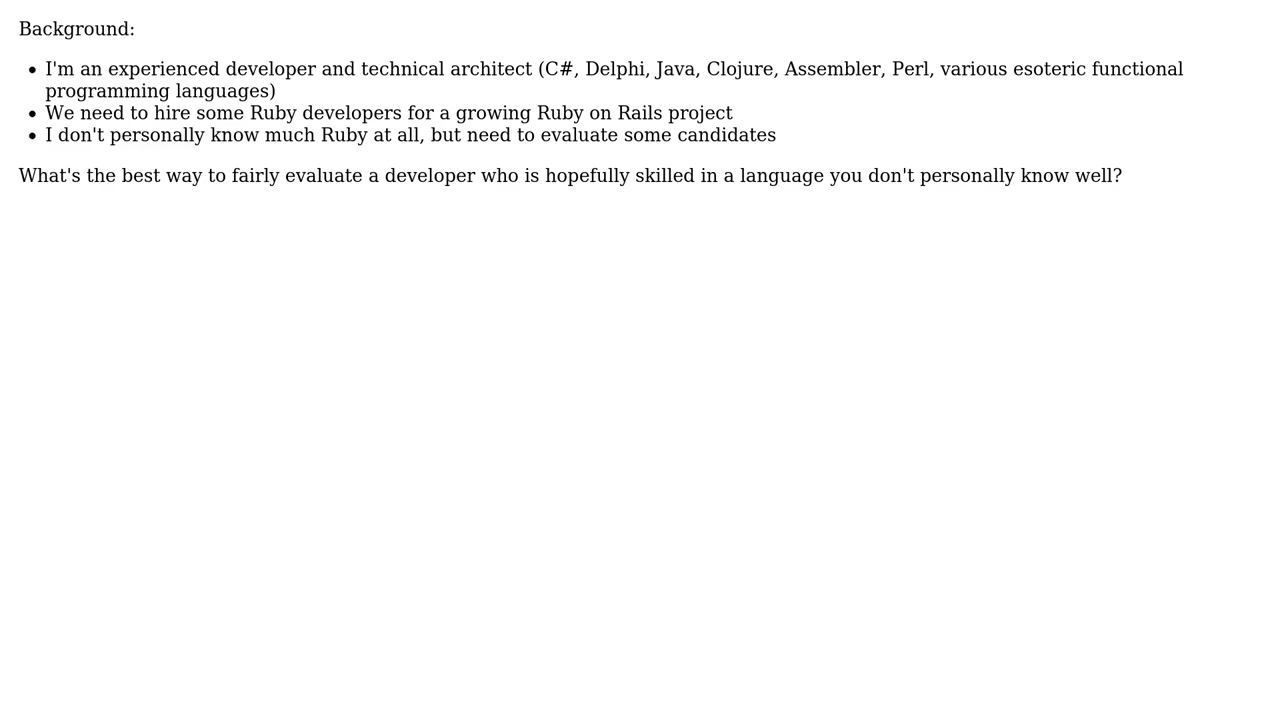 Background:
• I'm an experienced developer and technical architect (C#, Delphi, Java, Clojure, Assembler, Perl, various esoteric functional
programming languages)
• We need to hire some Ruby developers for a growing Ruby on Rails project
• I don't personally know much Ruby at all, but need to evaluate some candidates
What's the best way to fairly evaluate a developer who is hopefully skilled in a language you don't personally know well?